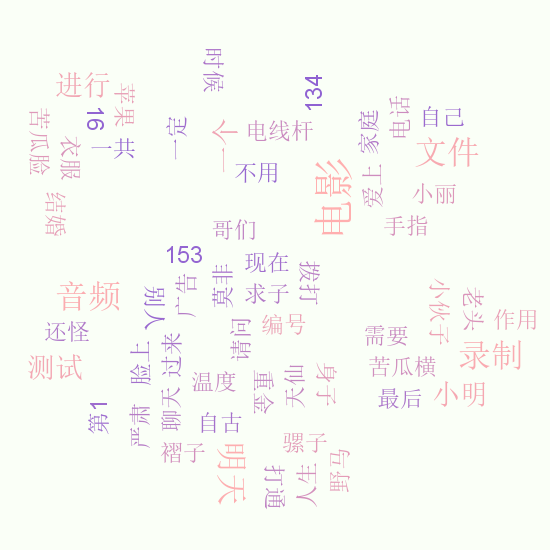 时候
134
进行
苹果
16
苦瓜脸
衣服
一共
一定
一个
电线杆
家庭
电话
自己
不用
电脑
爱上
文件
小丽
结婚
哥们
手指
153
现在
莫非
求子
拨打
音频
别人
广告
请问
编号
小伙子
老头
作用
还怪
需要
测试
脸上
过来
温度
重金
天仙
身子
苦瓜横
录制
第1
严肃
聊天
自古
最后
小明
褶子
明天
骡子
打通
人生
野马